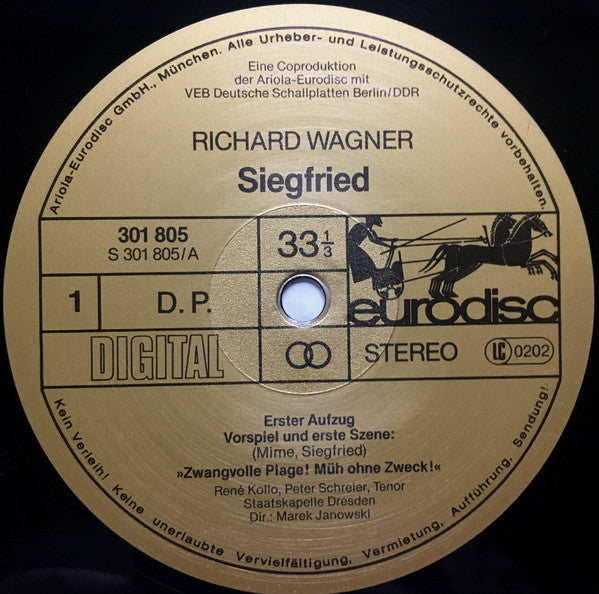 Ariola-Eurodisc GmbH., München. Alle Urheber- und Leistungsschutzrechte vorbehalten.
Eine Coproduktion
der Ariola-Eurodisc mit
VEB Deutsche Schallplatten Berlin/DDR
RICHARD WAGNER
Siegfried
301 805
S 301 805/A
33 1/3
1
D. P.
eurodisc
DIGITAL
STEREO
LC 0202
Erster Aufzug
Vorspiel und erste Szene:
(Mime, Siegfried)
»Zwangvolle Plage! Müh ohne Zweck!«
René Kollo, Peter Schreier, Tenor
Staatskapelle Dresden
Dir.: Marek Janowski
Kein Verleih! Keine unerlaubte Vervielfältigung, Vermietung, Aufführung, Sendung!